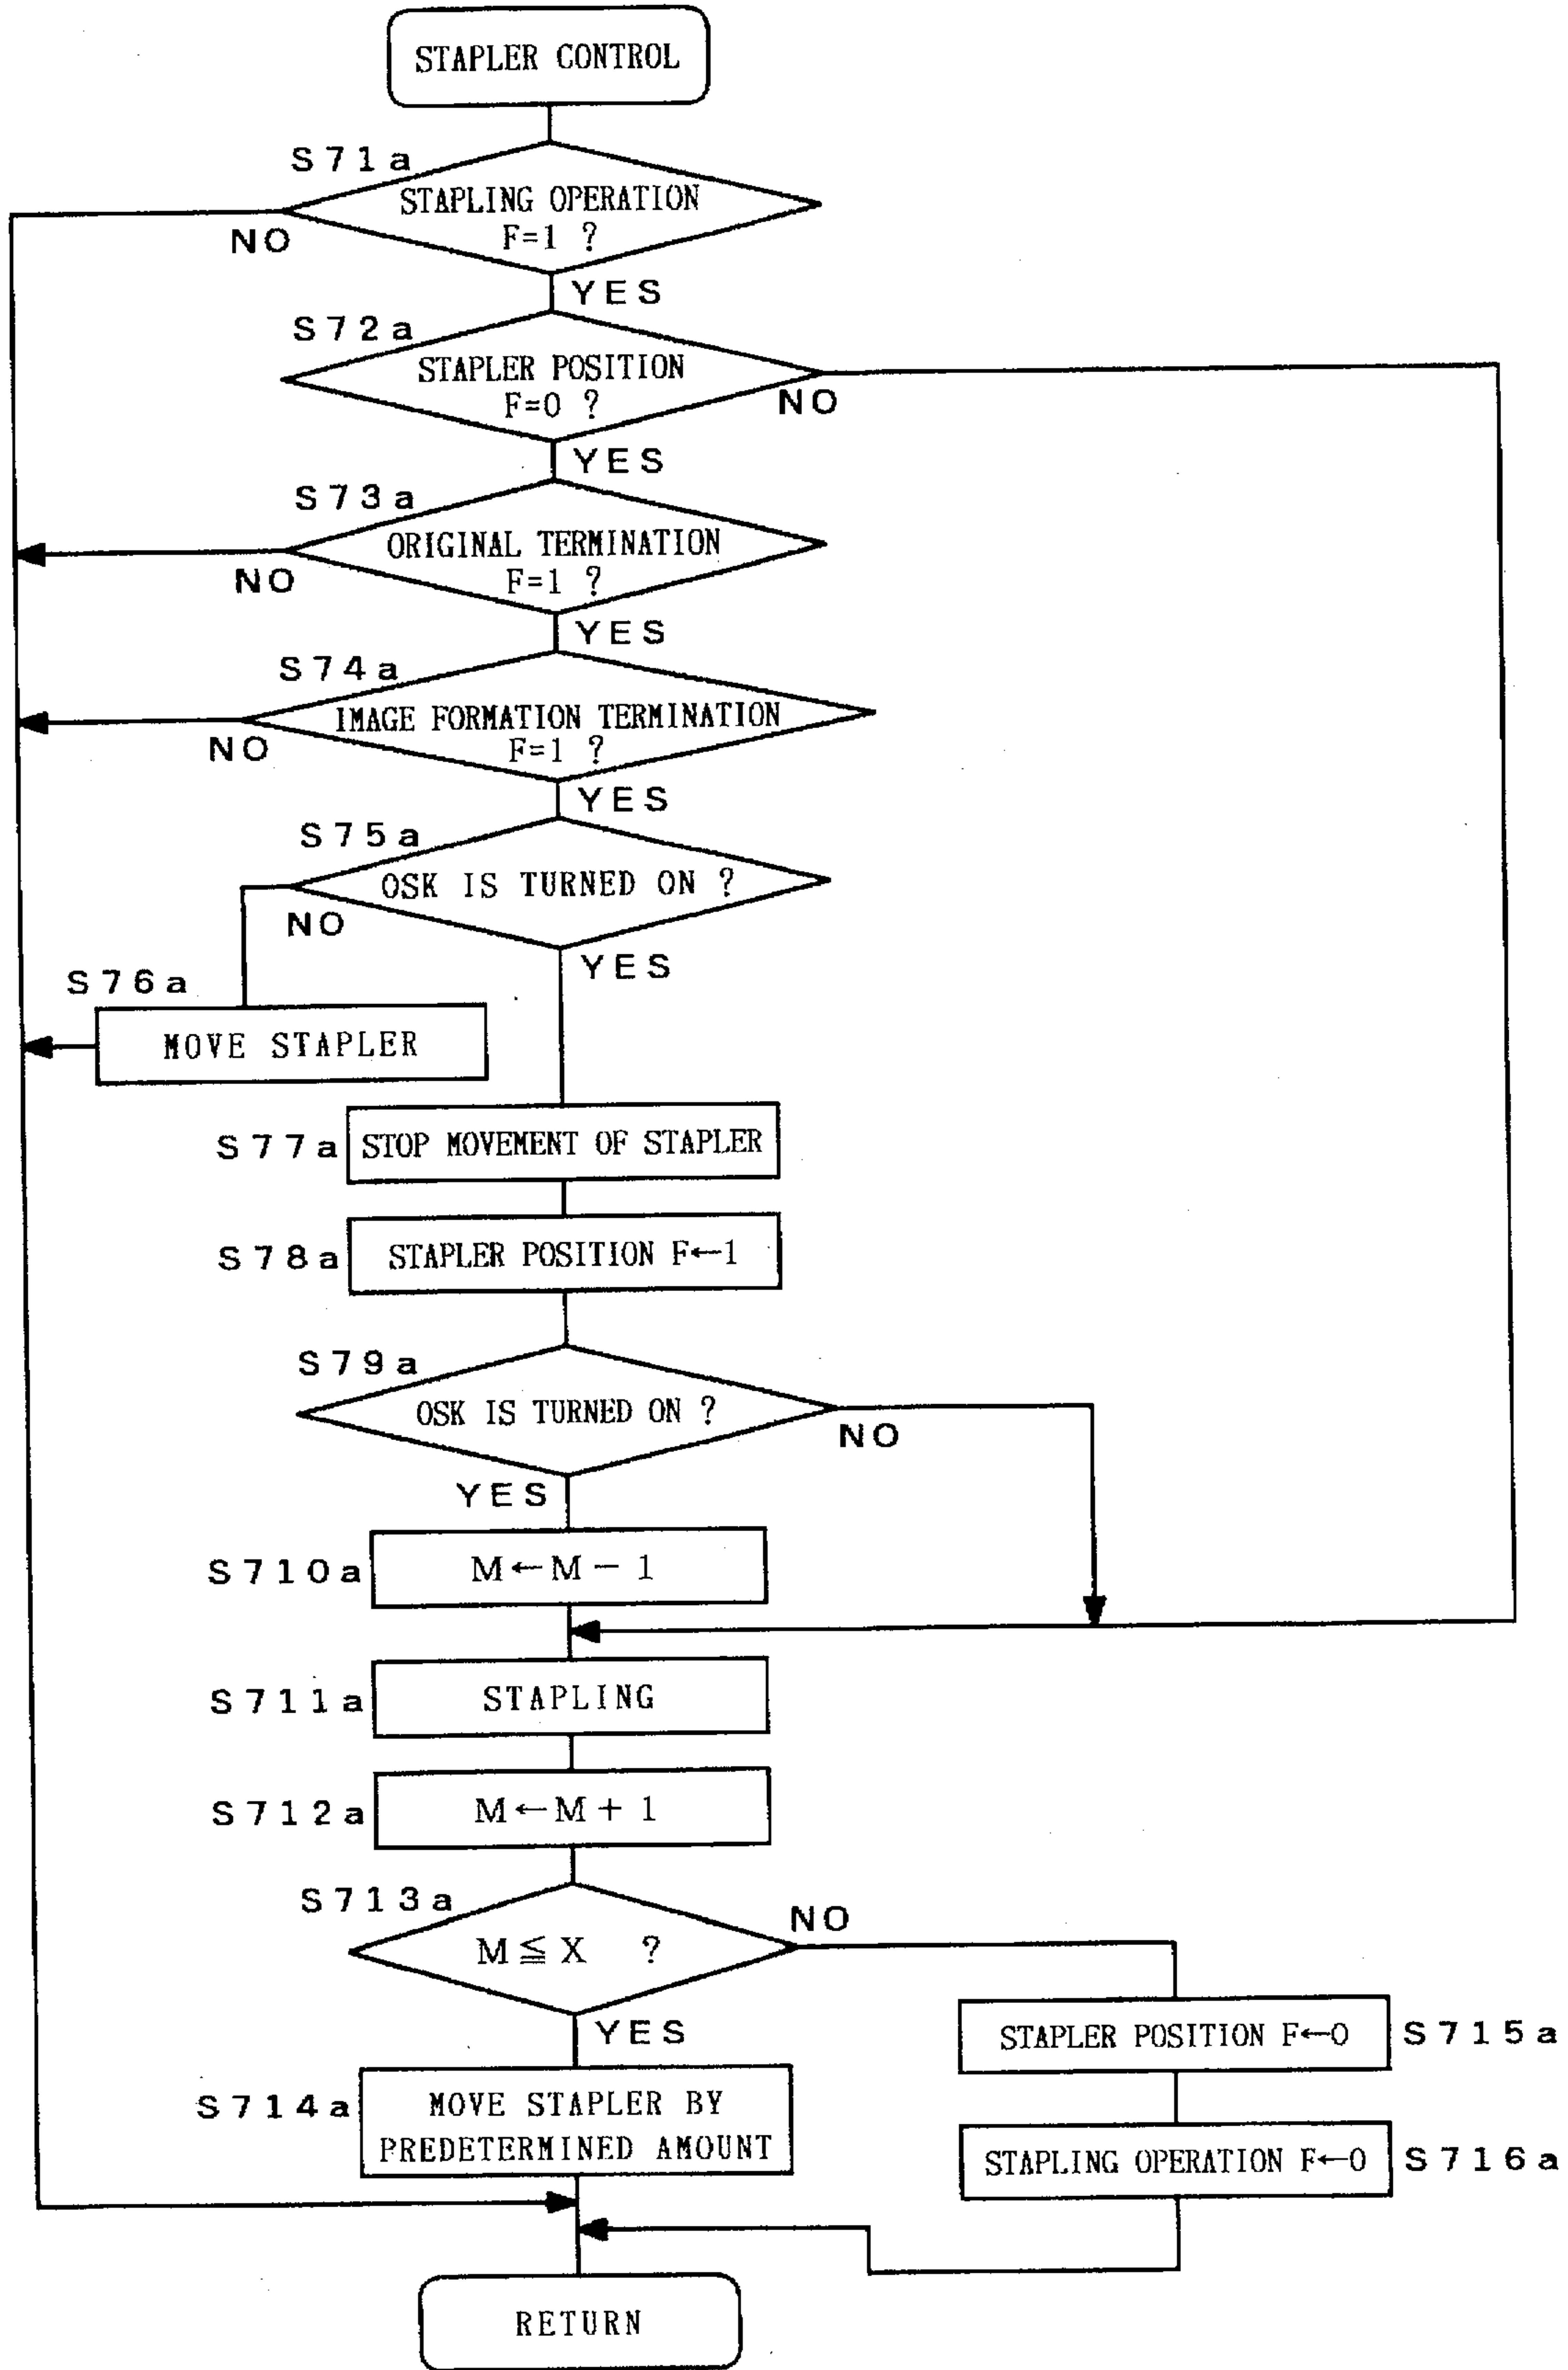 STAPLER CONTROL
S71a
STAPLING OPERATION
F=1 ?
NO
YES
S72a
STAPLER POSITION
F=0 ?
NO
YES
S73a
ORIGINAL TERMINATION
F=1 ?
NO
YES
S74a
IMAGE FORMATION TERMINATION
F=1 ?
NO
YES
S75a
OSK IS TURNED ON ?
NO
YES
S76a
MOVE STAPLER
S77a
STOP MOVEMENT OF STAPLER
S78a
STAPLER POSITION F←1
S79a
OSK IS TURNED ON ?
NO
YES
S710a
M←M-1
S711a
STAPLING
S712a
M←M+1
S713a
M≦X ?
NO
YES
S714a
MOVE STAPLER BY
PREDETERMINED AMOUNT
STAPLER POSITION F←0
S715a
STAPLING OPERATION F←0
S716a
RETURN